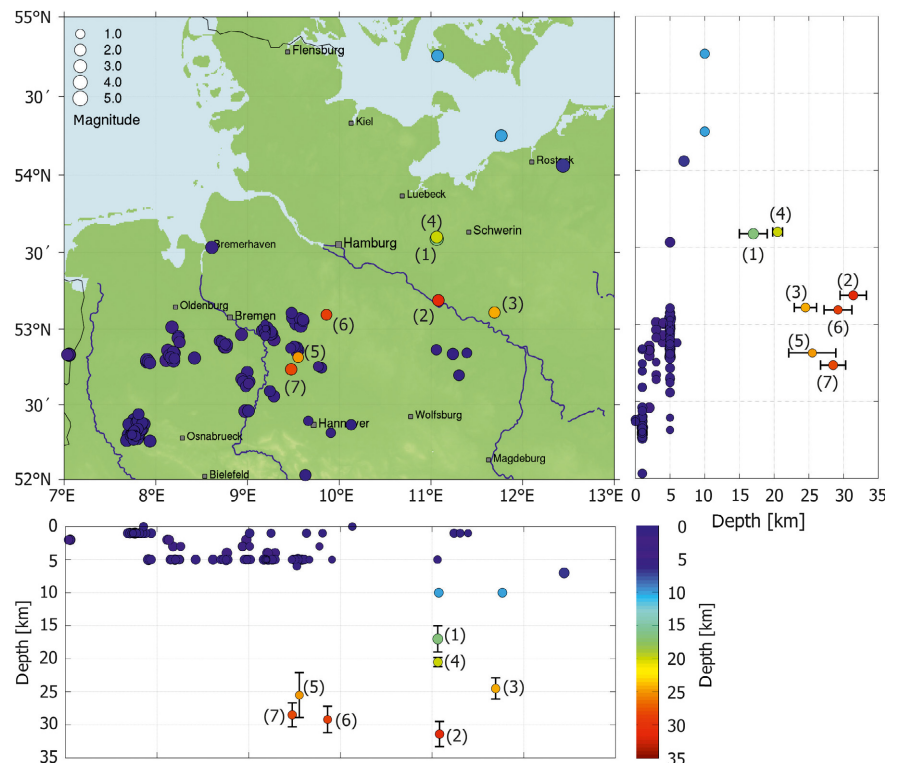 55°N
1.0
2.0
3.0
4.0
5.0
Magnitude
Flensburg
30´
Kiel
54°N
Rostock
Luebeck
(4)
Schwerin
Bremerhaven
Hamburg
30´
(1)
Oldenburg
(2)
(3)
Bremen
53°N
(6)
(5)
(7)
30´
Wolfsburg
Hannover
Osnabrueck
Magdeburg
Bielefeld
52°N
7°E
8°E
9°E
10°E
11°E
12°E
13°E
(4)
(1)
(2)
(3)
(6)
(5)
(7)
0 5 10 15 20 25 30 35
Depth [km]
0
5
10
15
20
25
30
35
Depth [km]
(1)
(4)
(5)
(3)
(7)
(6)
(2)
0
5
10
15
20
25
30
35
Depth [km]